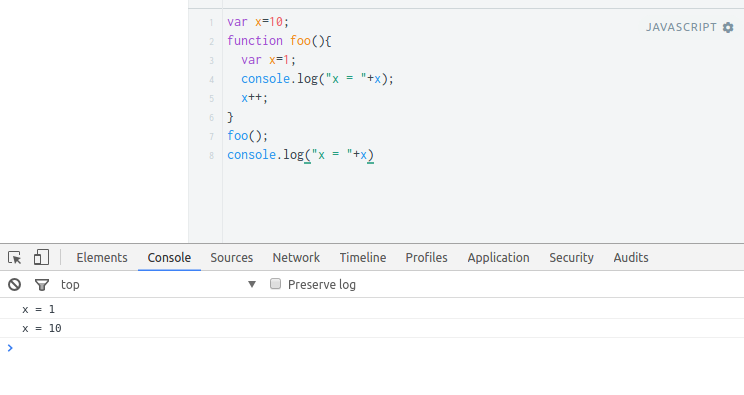 JAVASCRIPT
1 var x=10;
2 function foo(){
3   var x=1;
4   console.log("x = "+x);
5   x++;
6 }
7 foo();
8 console.log("x = "+x)
Elements Console Sources Network Timeline Profiles Application Security Audits
top Preserve log
x = 1
x = 10